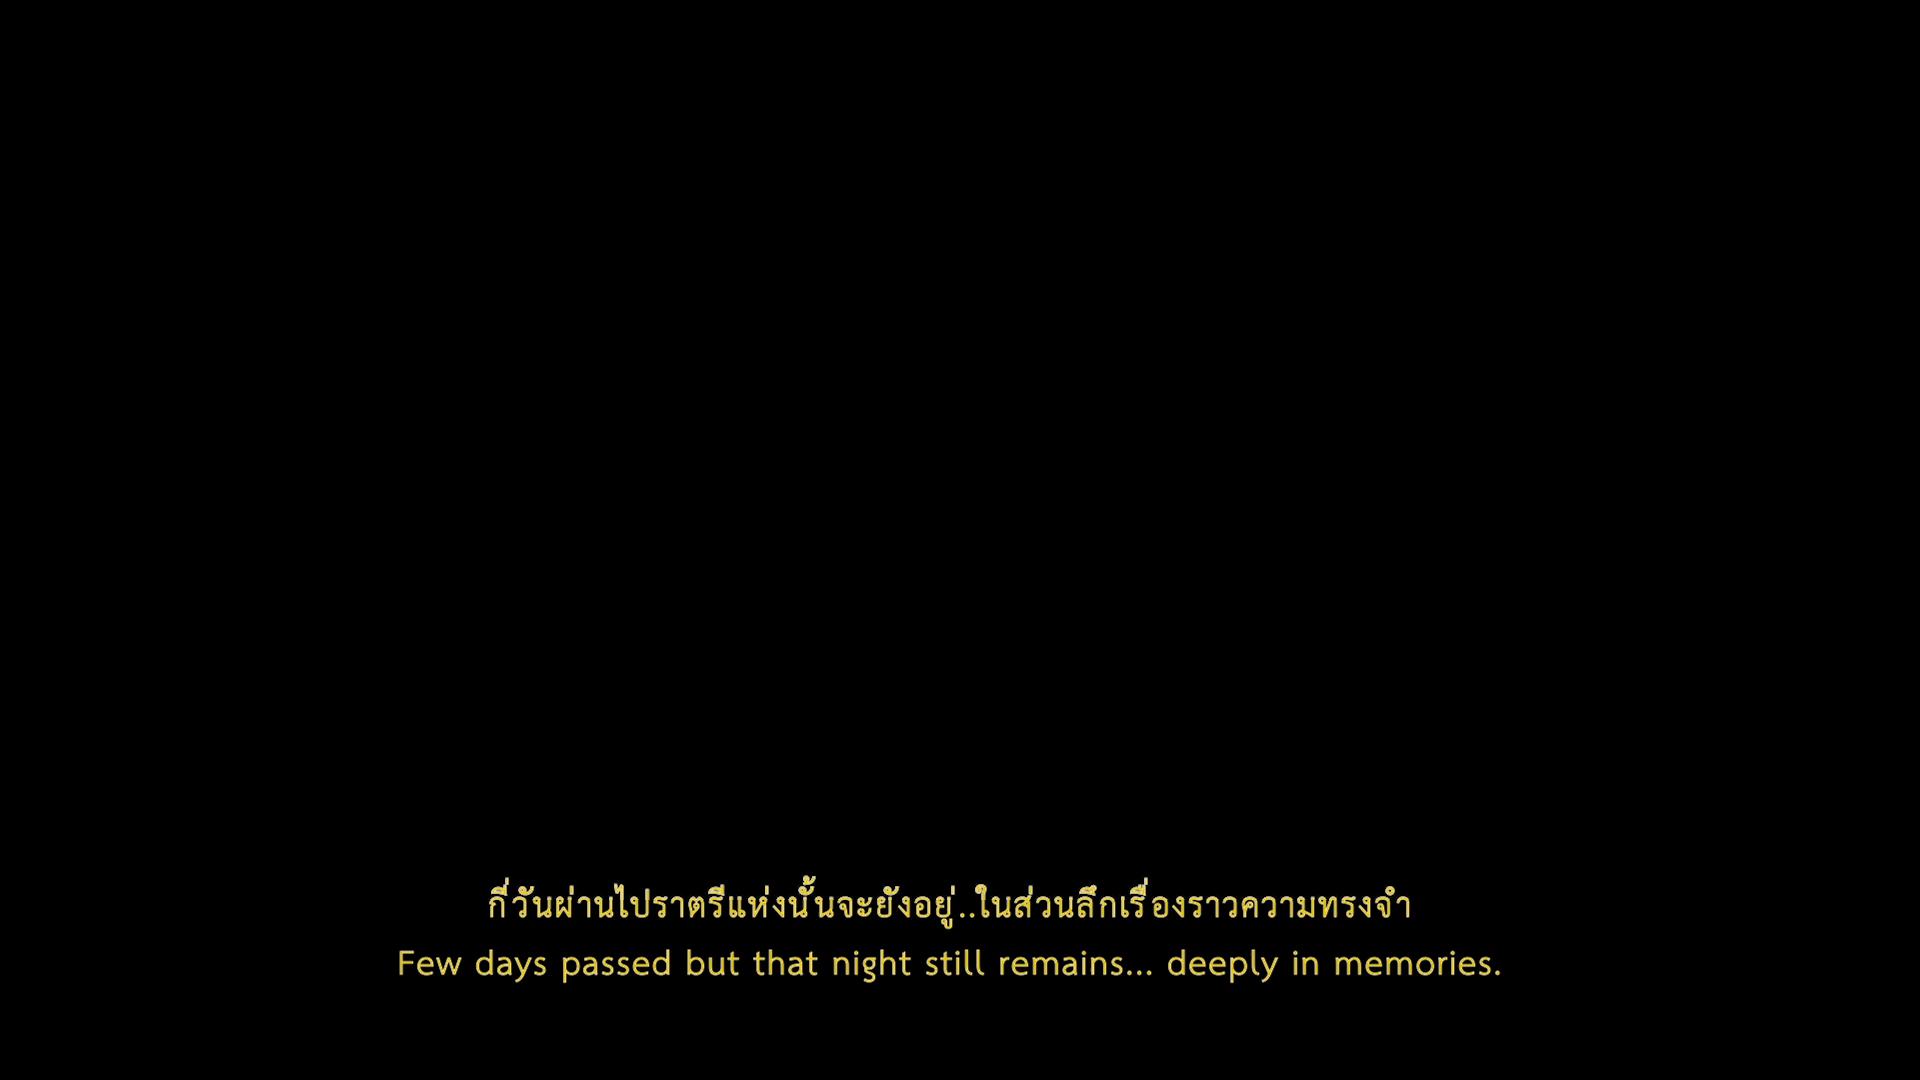 กี่วันผ่านไปราตรีแห่งนั้นจะยังอยู่..ในส่วนลึกเรื่องราวความทรงจำ
Few days passed but that night still remains... deeply in memories.